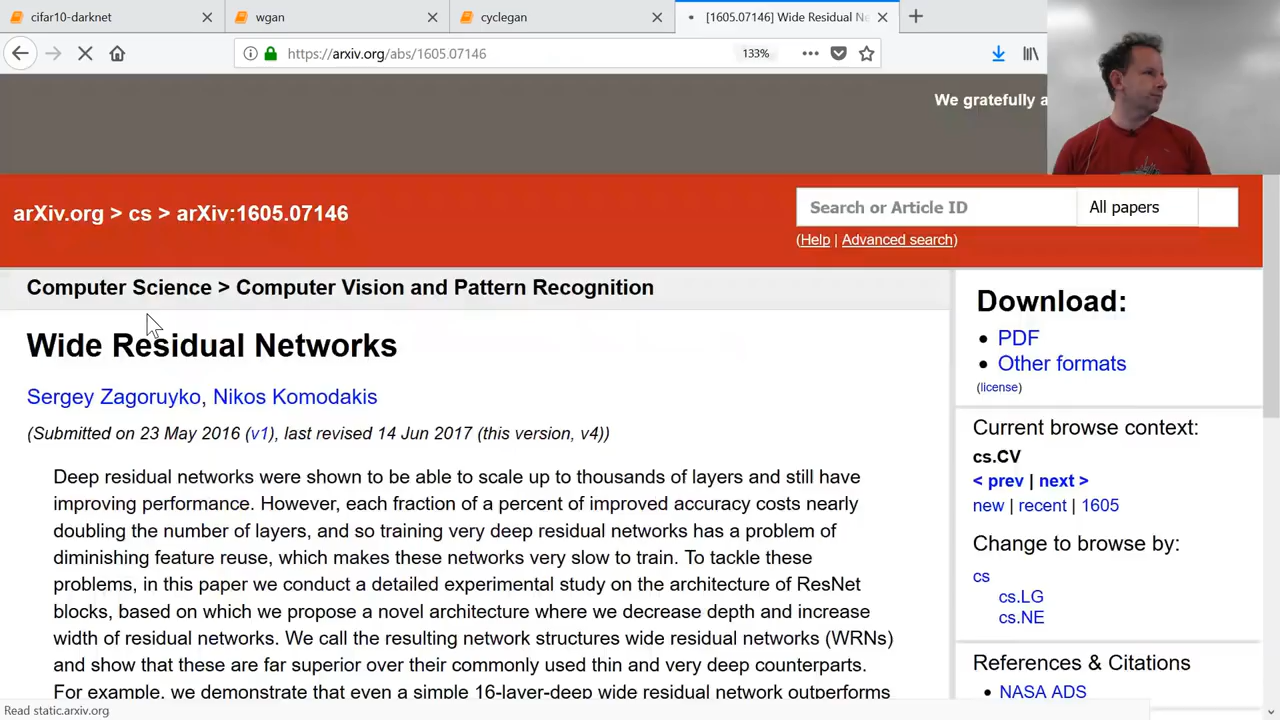 cifar10-darknet
wgan
cyclegan
[1605.07146] Wide Residual Ne
https://arxiv.org/abs/1605.07146
133%
We gratefully a
arXiv.org > cs > arXiv:1605.07146
Search or Article ID
All papers
(Help | Advanced search)
Computer Science > Computer Vision and Pattern Recognition
Wide Residual Networks
Sergey Zagoruyko, Nikos Komodakis
(Submitted on 23 May 2016 (v1), last revised 14 Jun 2017 (this version, v4))
Deep residual networks were shown to be able to scale up to thousands of layers and still have
improving performance. However, each fraction of a percent of improved accuracy costs nearly
doubling the number of layers, and so training very deep residual networks has a problem of
diminishing feature reuse, which makes these networks very slow to train. To tackle these
problems, in this paper we conduct a detailed experimental study on the architecture of ResNet
blocks, based on which we propose a novel architecture where we decrease depth and increase
width of residual networks. We call the resulting network structures wide residual networks (WRNs)
and show that these are far superior over their commonly used thin and very deep counterparts.
For example, we demonstrate that even a simple 16-layer-deep wide residual network outperforms
Download:
PDF
Other formats
(license)
Current browse context:
cs.CV
< prev | next >
new | recent | 1605
Change to browse by:
cs
cs.LG
cs.NE
References & Citations
NASA ADS
Read static.arxiv.org